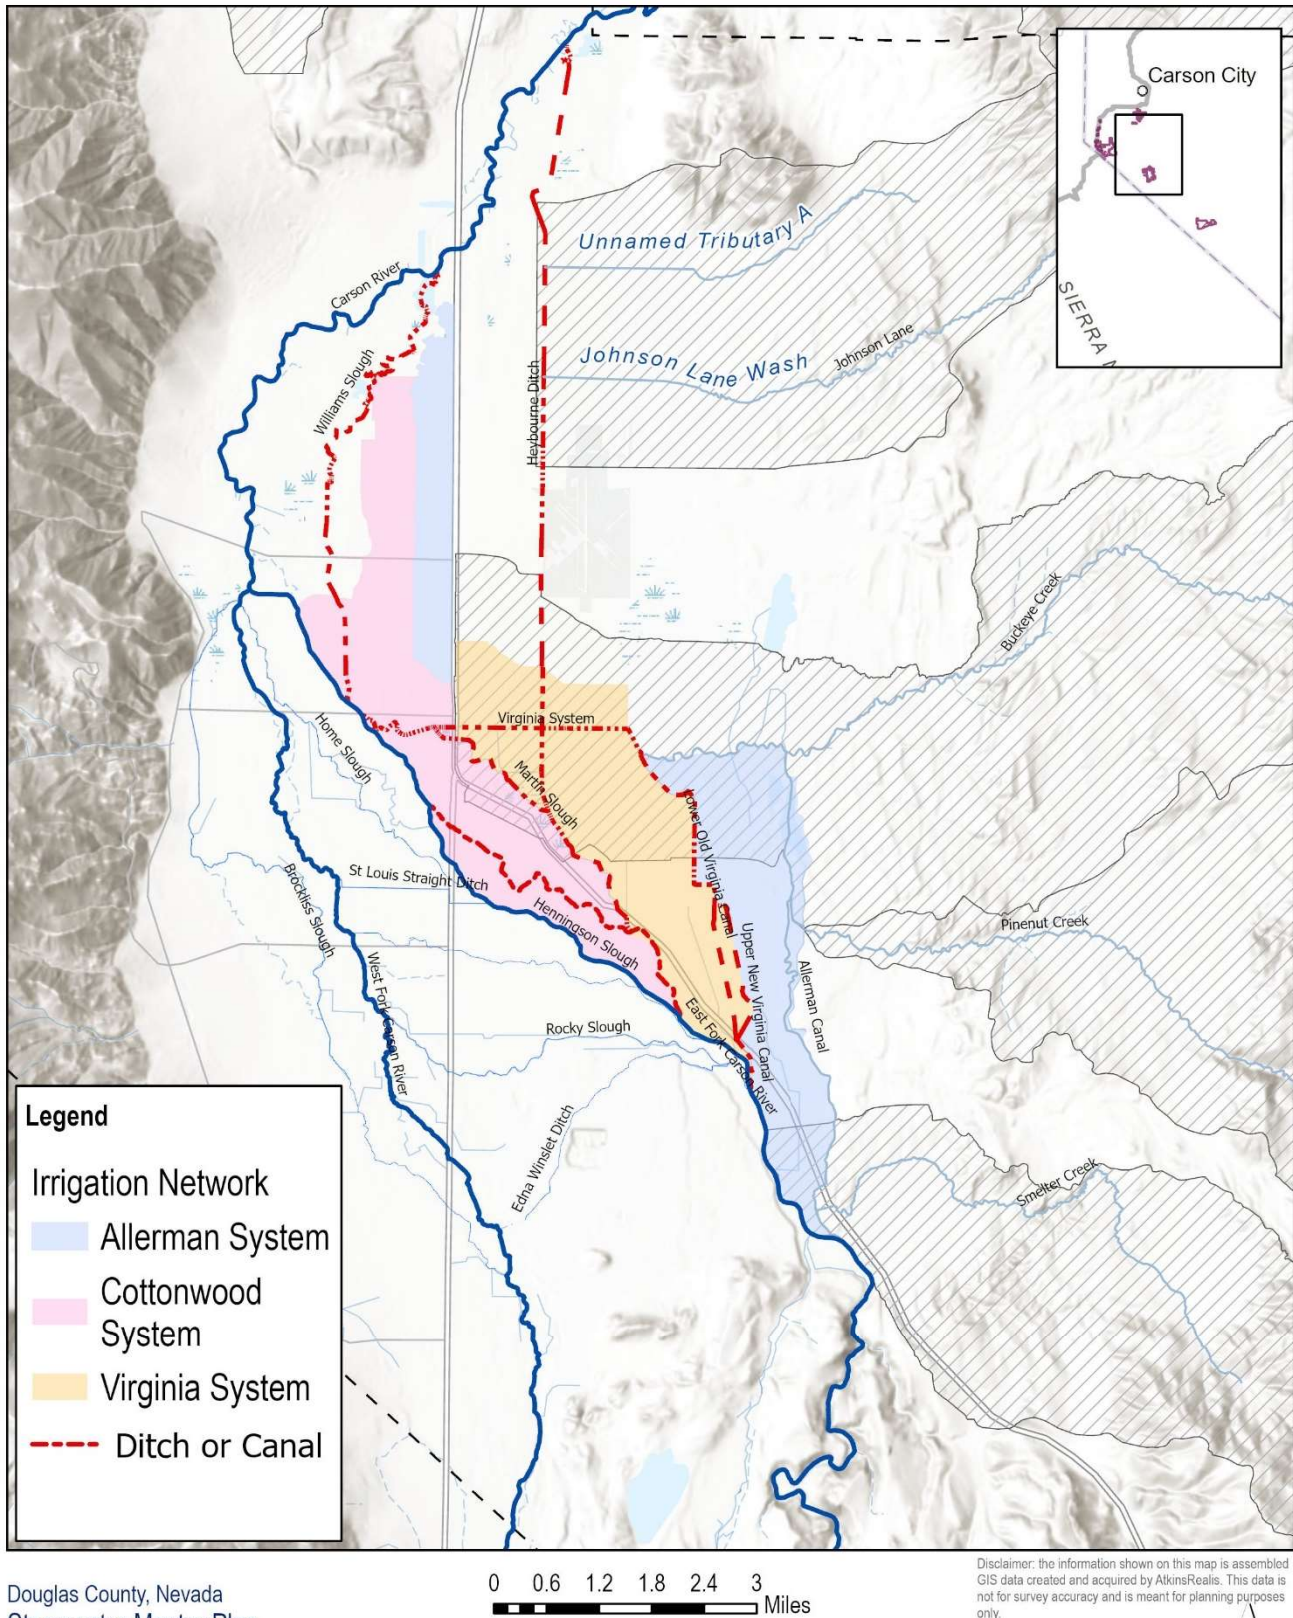 Carson City
SIERRA
Unnamed Tributary A
Carson River
Johnson Lane Wash
Johnson Lane
Heybourne Ditch
Williams Slough
Buckeye Creek
Virginia System
Home Slough
Martin Slough
Lower Old Virginia Canal
St Louis Straight Ditch
Brockliss Slough
Henningson Slough
Upper New Virginia Canal
Allerman Canal
Pinenut Creek
West Fork Carson River
Rocky Slough
East Fork Carson River
Edna Winslet Ditch
Smelter Creek
Legend
Irrigation Network
Allerman System
Cottonwood
System
Virginia System
Ditch or Canal
Douglas County, Nevada
Stormwater Master Plan
0 0.6 1.2 1.8 2.4 3
Miles
Disclaimer: the information shown on this map is assembled
GIS data created and acquired by AtkinsRealis. This data is
not for survey accuracy and is meant for planning purposes
only.